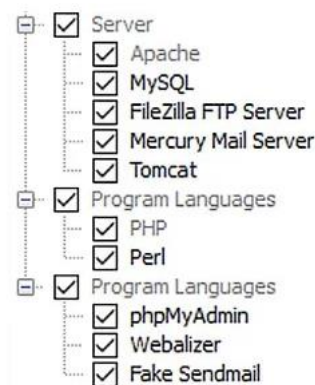 Server
Apache
MySQL
FileZilla FTP Server
Mercury Mail Server
Tomcat
Program Languages
PHP
Perl
Program Languages
phpMyAdmin
Webalizer
Fake Sendmail